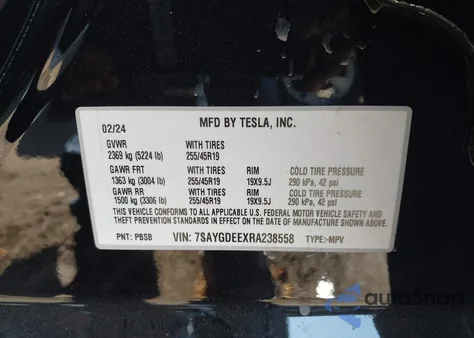 02/24 MFD BY TESLA, INC.
GVWR WITH TIRES
2369 kg (5224 lb) 255/45R19
GAWR FRT WITH TIRES RIM COLD TIRE PRESSURE
1363 kg (3004 lb) 255/45R19 19X9.5J 290 kPa, 42 psi
GAWR RR WITH TIRES RIM COLD TIRE PRESSURE
1500 kg (3306 lb) 255/45R19 19X9.5J 290 kPa, 42 psi
THIS VEHICLE CONFORMS TO ALL APPLICABLE U.S. FEDERAL MOTOR VEHICLE SAFETY AND
THEFT PREVENTION STANDARDS IN EFFECT ON THE DATE OF MANUFACTURE SHOWN ABOVE.
PNT: PBSB VIN: 7SAYGDEEXRA238558 TYPE:-MPV
autoSnap